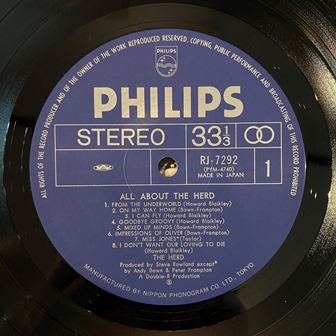 ALL RIGHTS OF THE RECORD PRODUCER AND OF THE OWNER OF THE WORK REPRODUCED RESERVED. COPYING, PUBLIC PERFORMANCE AND BROADCASTING OF THIS RECORD PROHIBITED
PHILIPS
PHILIPS
STEREO 33 1/3
RJ-7292
(PYM-4740)
MADE IN JAPAN
1
ALL ABOUT THE HERD
1. FROM THE UNDERWORLD (Howard Blaikley)
2. ON MY WAY HOME (Bown-Frampton)
3. I CAN FLY (Howard Blaikley)
4. GOODBYE GROOVY (Howard Blaikley)
5. MIXED UP MINDS (Bown-Frampton)
6. IMPRESSIONS OF OLIVER (Bown-Frampton)
7. MISS JONES*(Taylor)
8. I DON'T WANT OUR LOVING TO DIE
(Howard Blaikley)
THE HERD
Produced by Steve Rowland except*
by Andy Bown & Peter Frampton
A Double-R Production
Ⓟ
MANUFACTURED BY NIPPON PHONOGRAM CO. LTD., TOKYO